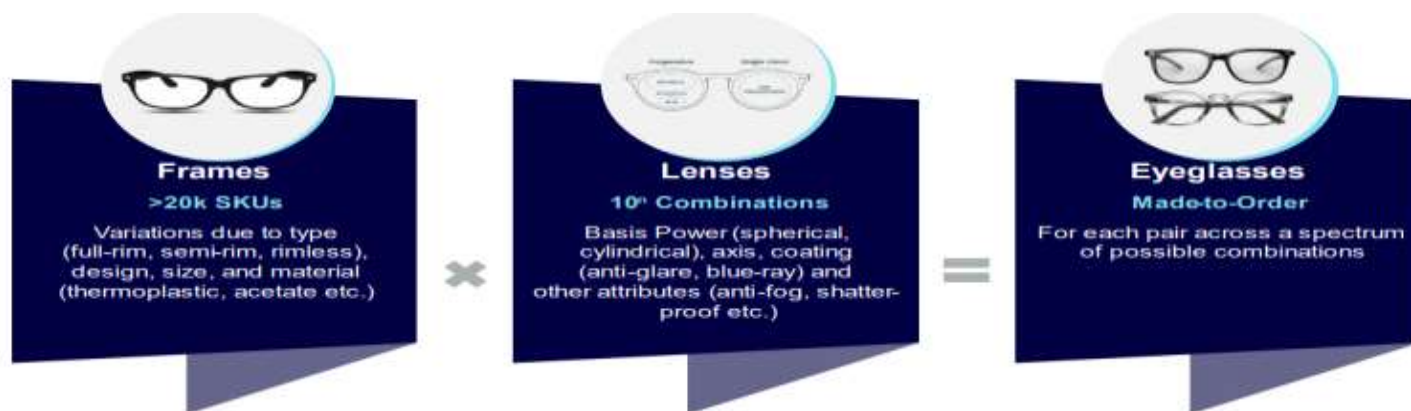 Frames
>20k SKUs
Variations due to type
(full-rim, semi-rim, rimless),
design, size, and material
(thermoplastic, acetate etc.)
Lenses
10ⁿ Combinations
Basis Power (spherical,
cylindrical), axis, coating
(anti-glare, blue-ray) and
other attributes (anti-fog, shatter-
proof etc.)
Eyeglasses
Made-to-Order
For each pair across a spectrum
of possible combinations